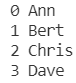 0 Ann
1 Bert
2 Chris
3 Dave